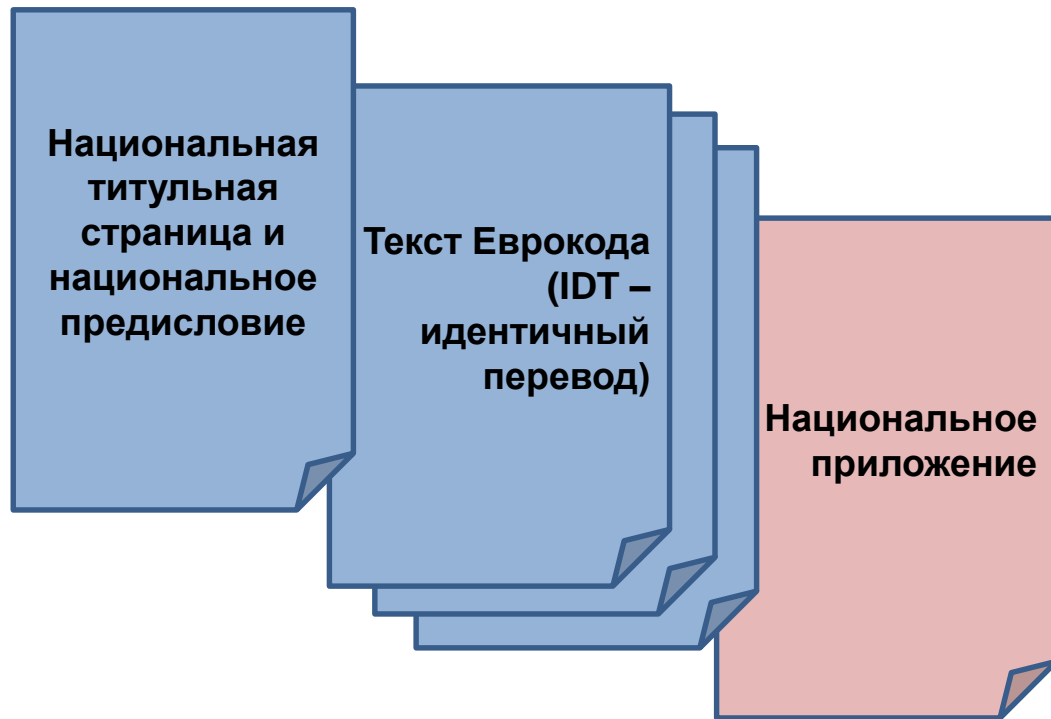 Национальная
титульная
страница и
национальное
предисловие
Текст Еврокода
(IDT –
идентичный
перевод)
Национальное
приложение